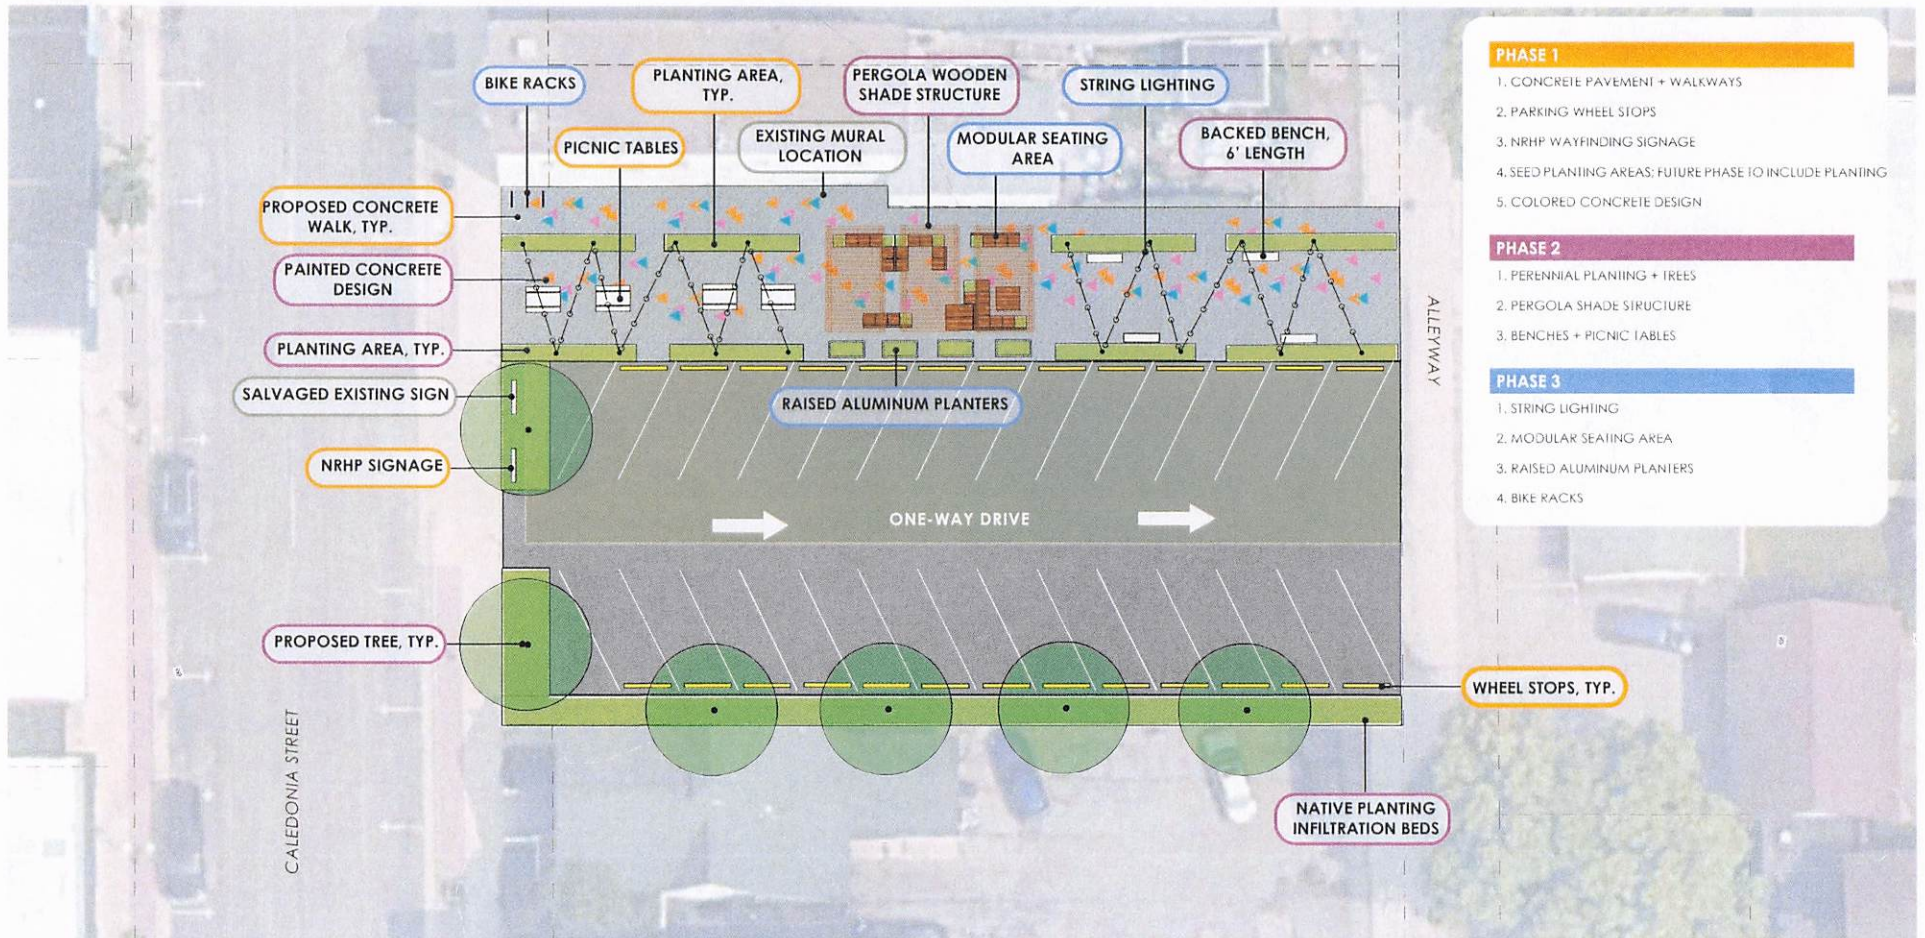 BIKE RACKS
PLANTING AREA,
TYP.
PERGOLA WOODEN
SHADE STRUCTURE
STRING LIGHTING
PICNIC TABLES
EXISTING MURAL
LOCATION
MODULAR SEATING
AREA
BACKED BENCH,
6' LENGTH
PROPOSED CONCRETE
WALK, TYP.
PAINTED CONCRETE
DESIGN
PLANTING AREA, TYP.
SALVAGED EXISTING SIGN
RAISED ALUMINUM PLANTERS
NRHP SIGNAGE
ONE-WAY DRIVE
PROPOSED TREE, TYP.
WHEEL STOPS, TYP.
NATIVE PLANTING
INFILTRATION BEDS
CALEDONIA STREET
ALLEYWAY
PHASE 1
1. CONCRETE PAVEMENT + WALKWAYS
2. PARKING WHEEL STOPS
3. NRHP WAYFINDING SIGNAGE
4. SEED PLANTING AREAS; FUTURE PHASE TO INCLUDE PLANTING
5. COLORED CONCRETE DESIGN
PHASE 2
1. PERENNIAL PLANTING + TREES
2. PERGOLA SHADE STRUCTURE
3. BENCHES + PICNIC TABLES
PHASE 3
1. STRING LIGHTING
2. MODULAR SEATING AREA
3. RAISED ALUMINUM PLANTERS
4. BIKE RACKS